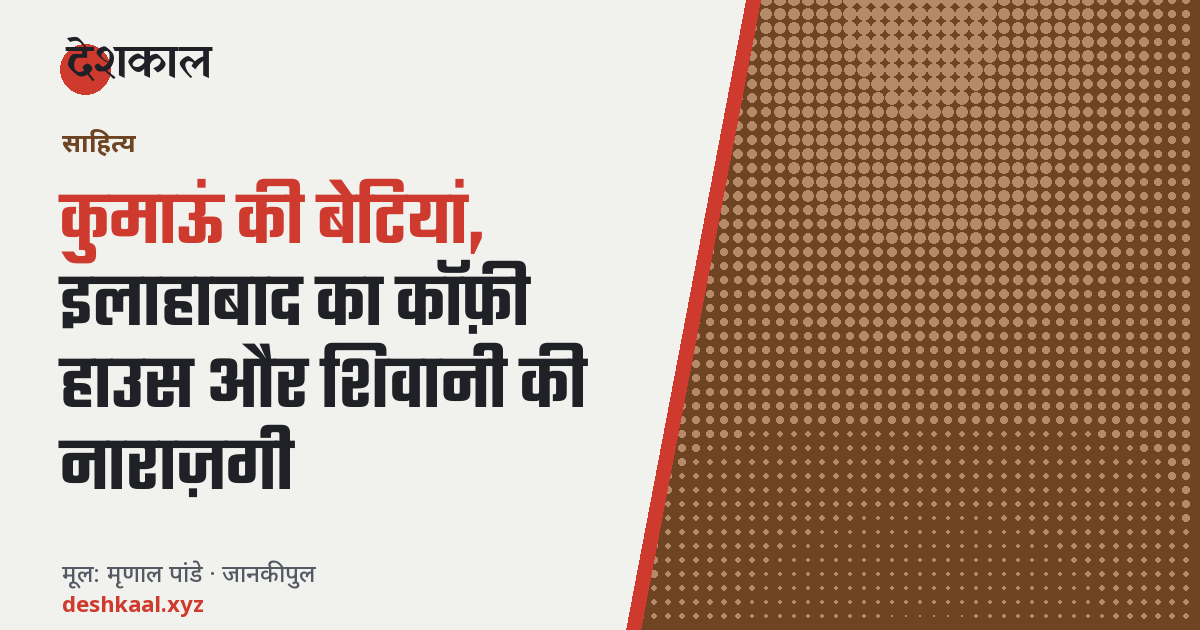 देशकाल
साहित्य
कुमाऊं की बेटियां,
इलाहाबाद का कॉफ़ी
हाउस और शिवानी की
नाराज़गी
मूल: मृणाल पांडे · जानकीपुल
deshkaal.xyz